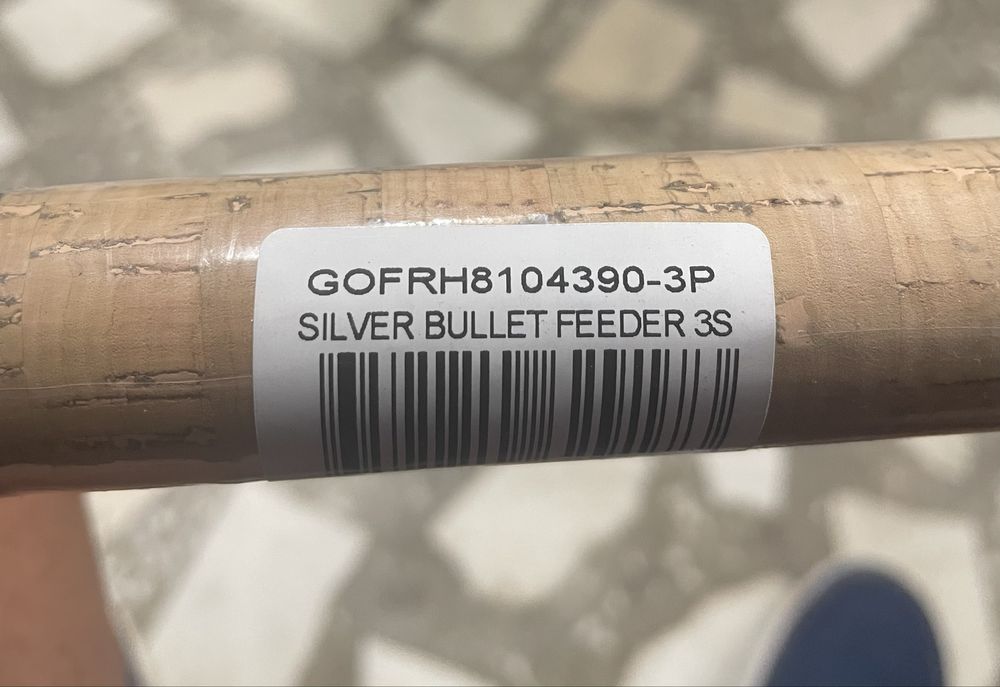 GOFRH8104390-3P
SILVER BULLET FEEDER 3S